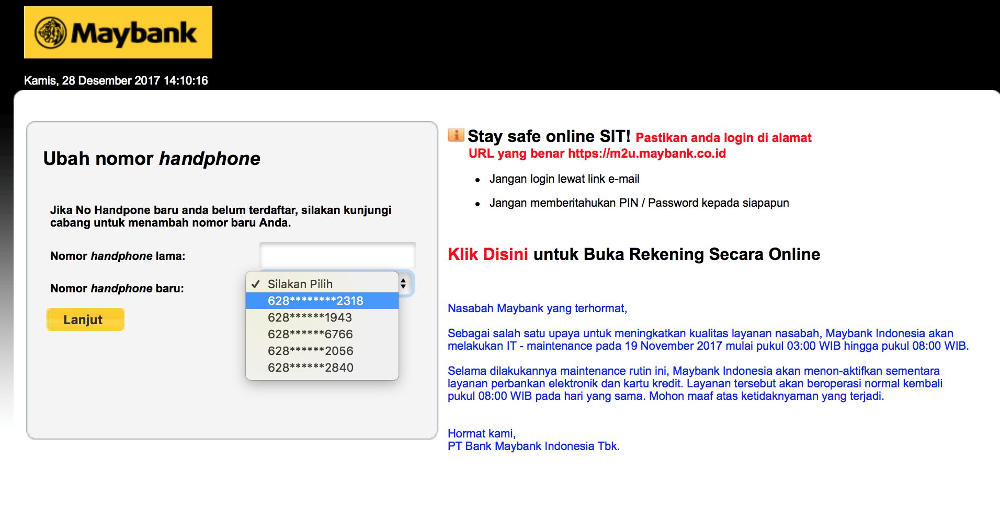 Maybank
Kamis, 28 Desember 2017 14:10:16
Ubah nomor handphone
Jika No Handpone baru anda belum terdaftar, silakan kunjungi
cabang untuk menambah nomor baru Anda.
Nomor handphone lama:
Nomor handphone baru:
✓ Silakan Pilih
628********2318
628******1943
628******6766
628******2056
628******2840
Lanjut
i Stay safe online SIT! Pastikan anda login di alamat
URL yang benar https://m2u.maybank.co.id
• Jangan login lewat link e-mail
• Jangan memberitahukan PIN / Password kepada siapapun
Klik Disini untuk Buka Rekening Secara Online
Nasabah Maybank yang terhormat,
Sebagai salah satu upaya untuk meningkatkan kualitas layanan nasabah, Maybank Indonesia akan
melakukan IT - maintenance pada 19 November 2017 mulai pukul 03:00 WIB hingga pukul 08:00 WIB.
Selama dilakukannya maintenance rutin ini, Maybank Indonesia akan menon-aktifkan sementara
layanan perbankan elektronik dan kartu kredit. Layanan tersebut akan beroperasi normal kembali
pukul 08:00 WIB pada hari yang sama. Mohon maaf atas ketidaknyaman yang terjadi.
Hormat kami,
PT Bank Maybank Indonesia Tbk.